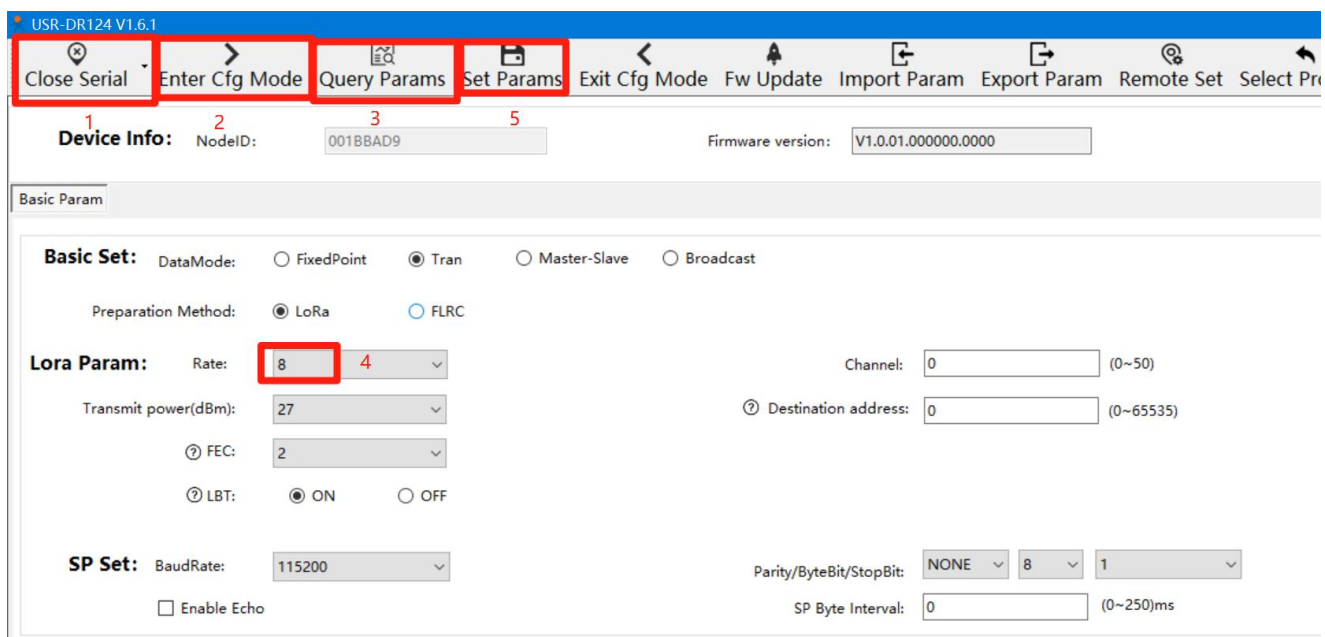 USR-DR124 V1.6.1
Close Serial Enter Cfg Mode Query Params Set Params Exit Cfg Mode Fw Update Import Param Export Param Remote Set Select Pr
1 2 3 5
Device Info: NodeID: 001BBAD9 Firmware version: V1.0.01.000000.0000
Basic Param
Basic Set: DataMode: FixedPoint Tran Master-Slave Broadcast
Preparation Method: LoRa FLRC
Lora Param: Rate: 8 4 Channel: 0 (0~50)
Transmit power(dBm): 27 ? Destination address: 0 (0~65535)
? FEC: 2
? LBT: ON OFF
SP Set: BaudRate: 115200 Parity/ByteBit/StopBit: NONE 8 1
Enable Echo SP Byte Interval: 0 (0~250)ms